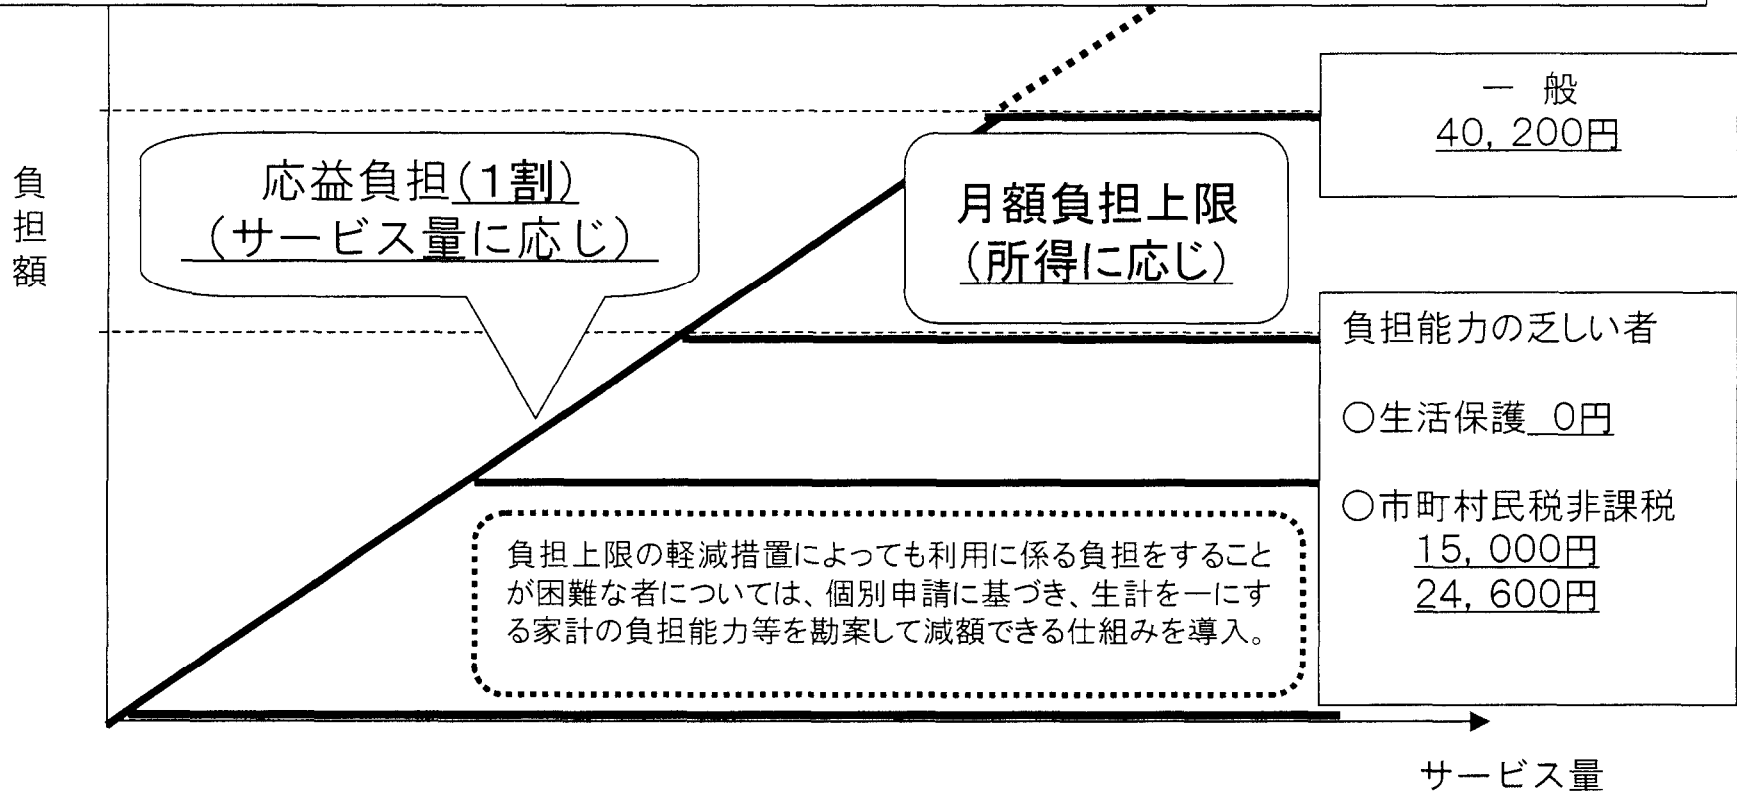 一 般
40, 200円
負担額
応益負担(1割)
(サービス量に応じ)
月額負担上限
(所得に応じ)
負担能力の乏しい者
○生活保護 0円
○市町村民税非課税
15, 000円
24, 600円
負担上限の軽減措置によっても利用に係る負担をすること
が困難な者については、個別申請に基づき、生計を一にす
る家計の負担能力等を勘案して減額できる仕組みを導入。
サービス量